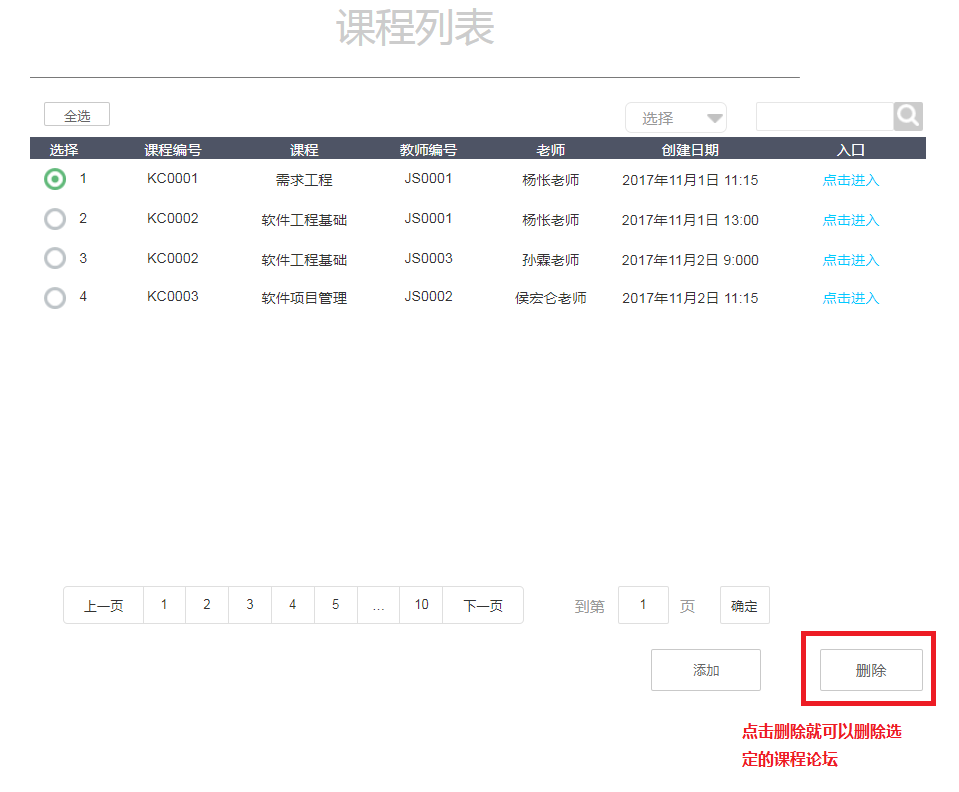 课程列表
全选
选择
选择 课程编号 课程 教师编号 老师 创建日期 入口
1 KC0001 需求工程 JS0001 杨怅老师 2017年11月1日 11:15 点击进入
2 KC0002 软件工程基础 JS0001 杨怅老师 2017年11月1日 13:00 点击进入
3 KC0002 软件工程基础 JS0003 孙霖老师 2017年11月2日 9:000 点击进入
4 KC0003 软件项目管理 JS0002 侯宏仑老师 2017年11月2日 11:15 点击进入
上一页 1 2 3 4 5 ... 10 下一页 到第 1 页 确定
添加 删除
点击删除就可以删除选
定的课程论坛